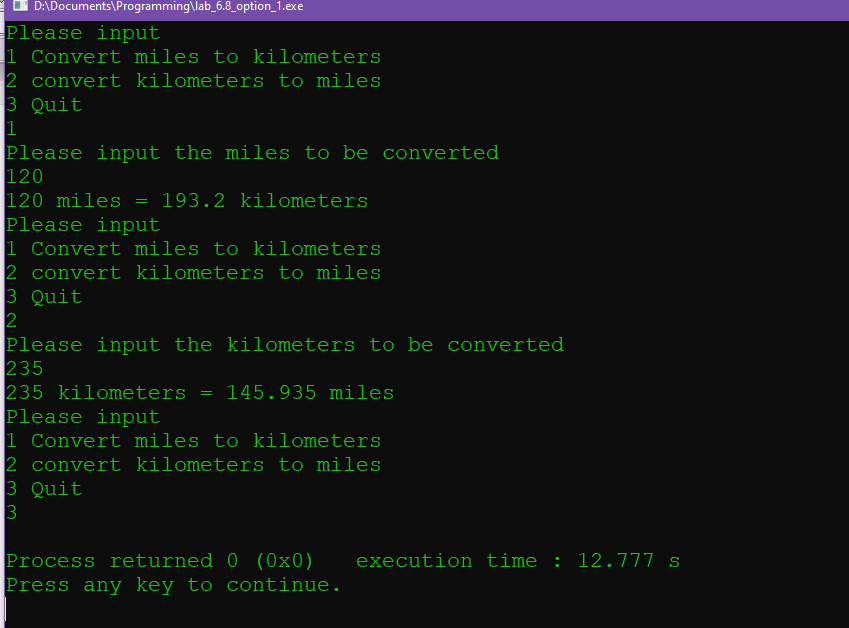 D:\Documents\Programming\lab_6.8_option_1.exe
Please input
1 Convert miles to kilometers
2 convert kilometers to miles
3 Quit
1
Please input the miles to be converted
120
120 miles = 193.2 kilometers
Please input
1 Convert miles to kilometers
2 convert kilometers to miles
3 Quit
2
Please input the kilometers to be converted
235
235 kilometers = 145.935 miles
Please input
1 Convert miles to kilometers
2 convert kilometers to miles
3 Quit
3
Process returned 0 (0x0)   execution time : 12.777 s
Press any key to continue.